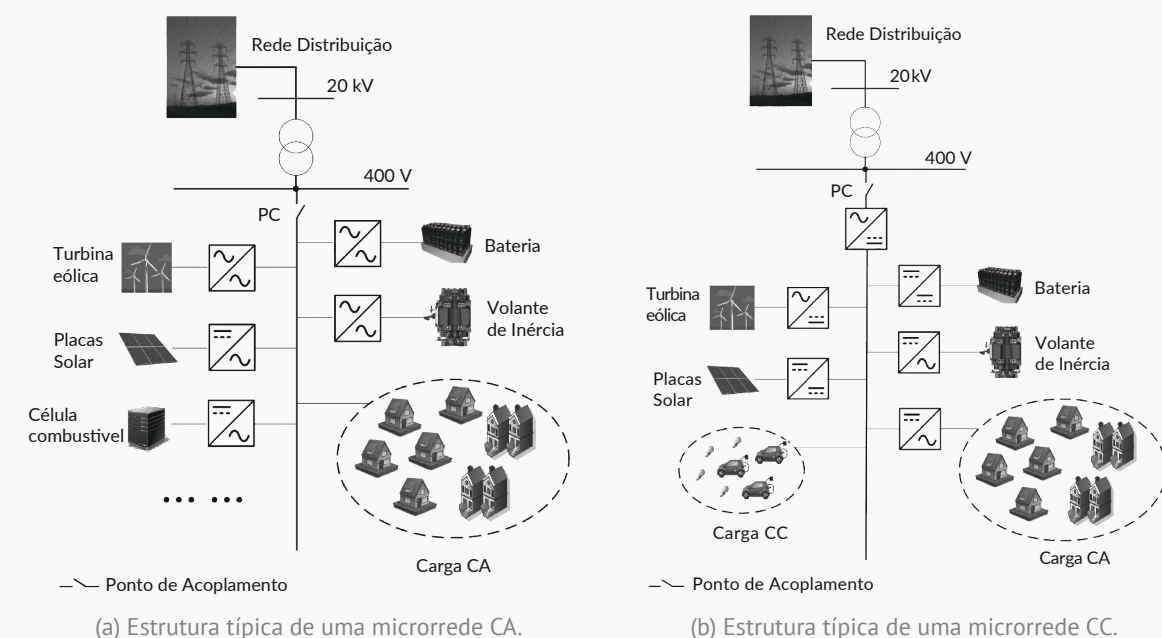 Rede Distribuição
20 kV
400 V
PC
Turbina
eólica
Bateria
Volante
de Inércia
Placas
Solar
Célula
combustivel
Carga CA
Ponto de Acoplamento
(a) Estrutura típica de uma microrrede CA.
Rede Distribuição
20 kV
400 V
PC
Turbina
eólica
Bateria
Volante
de Inércia
Placas
Solar
Carga CC
Carga CA
Ponto de Acoplamento
(b) Estrutura típica de uma microrrede CC.